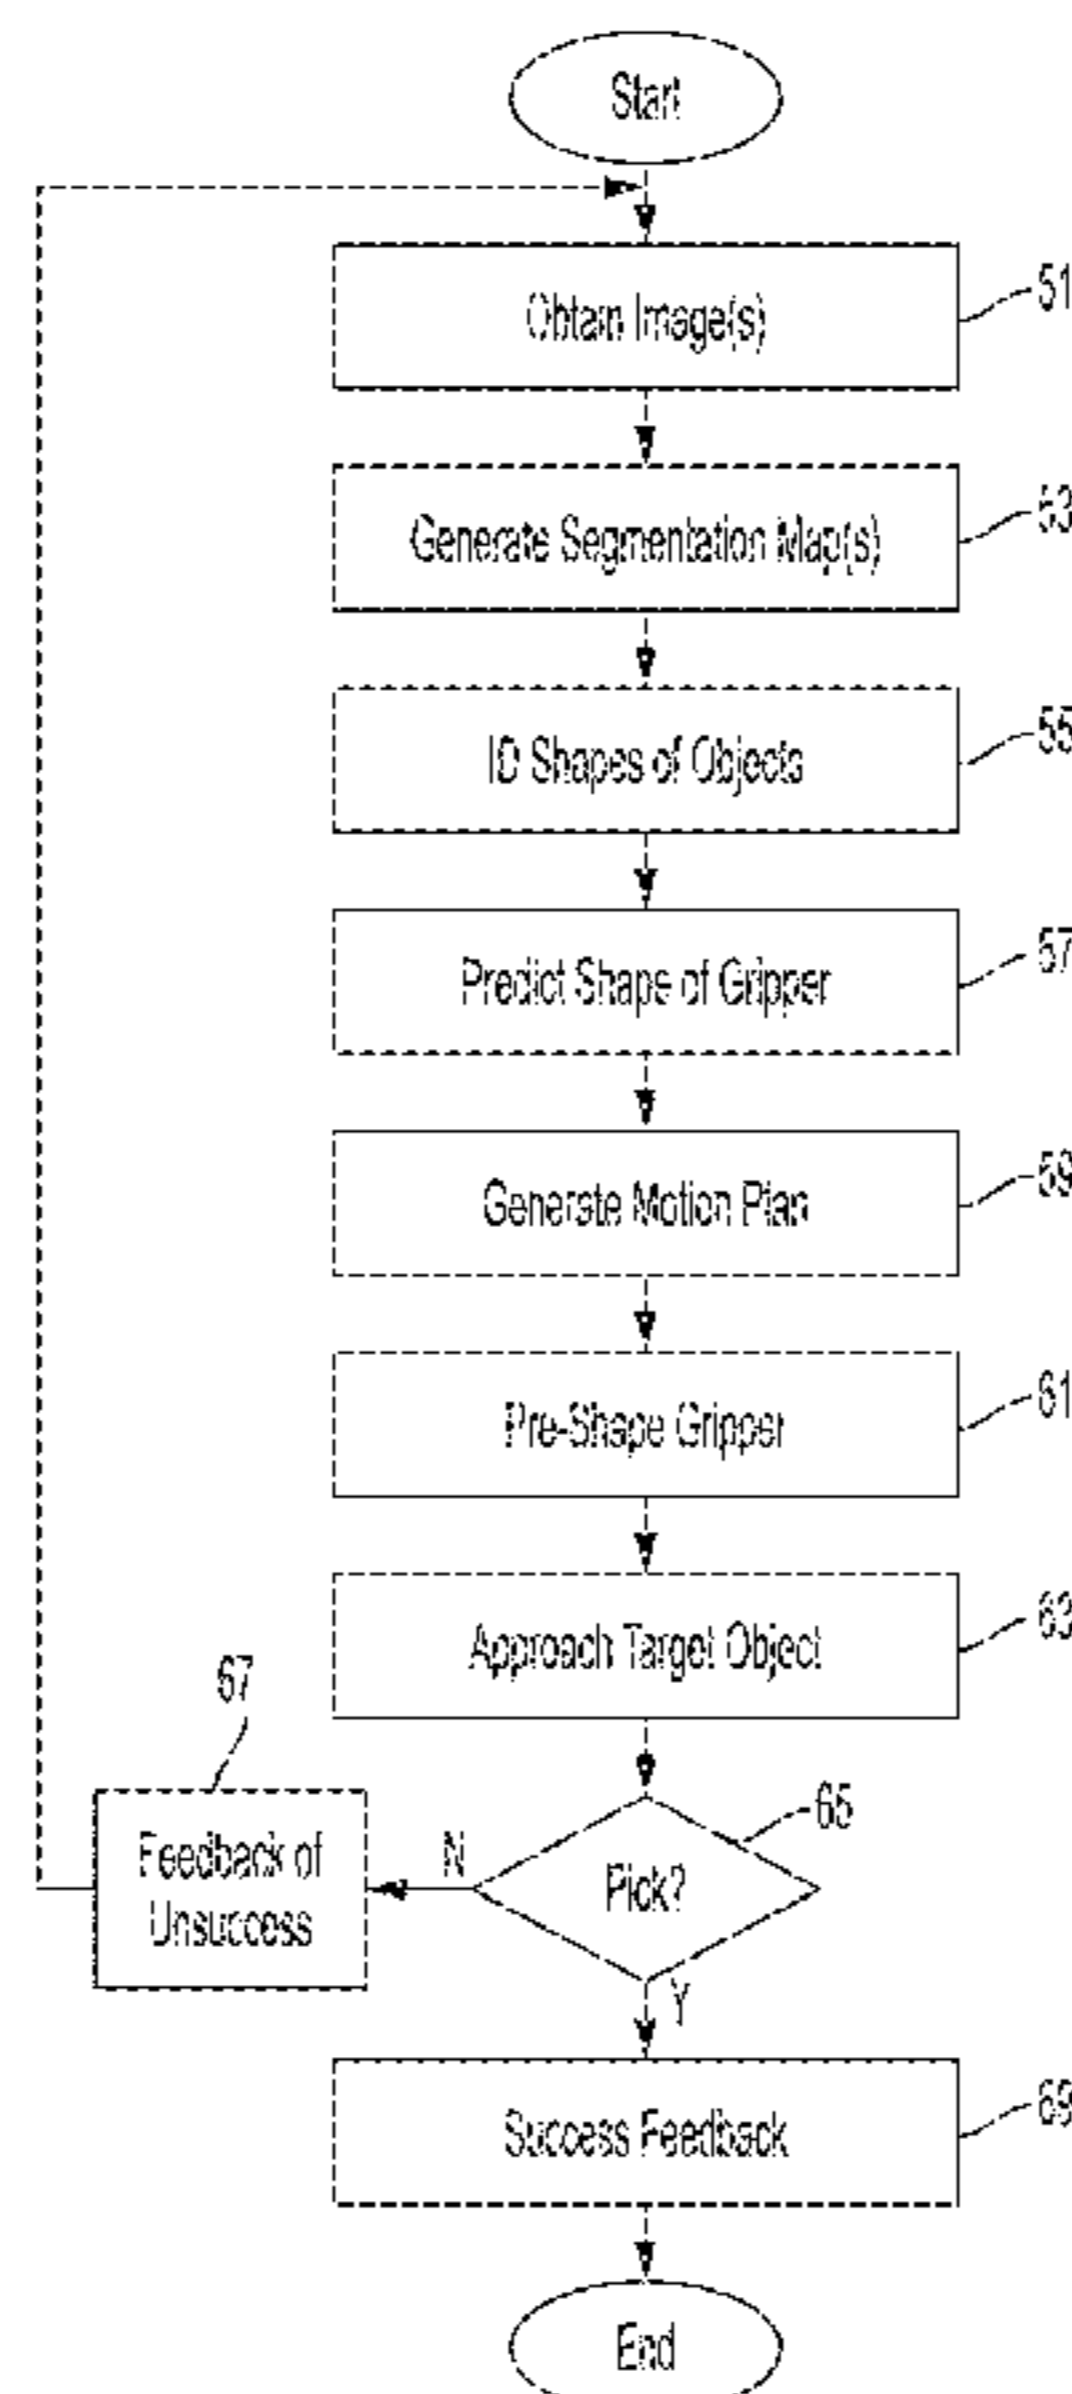 Start
Obtain Image(s)
51
Generate Segmentation Map(s)
53
ID Shapes of Objects
55
Predict Shape of Gripper
57
Generate Motion Plan
59
Pre-Shape Gripper
61
Approach Target Object
63
67
Feedback of
Unsuccess
N
Pick?
65
Y
Success Feedback
69
End